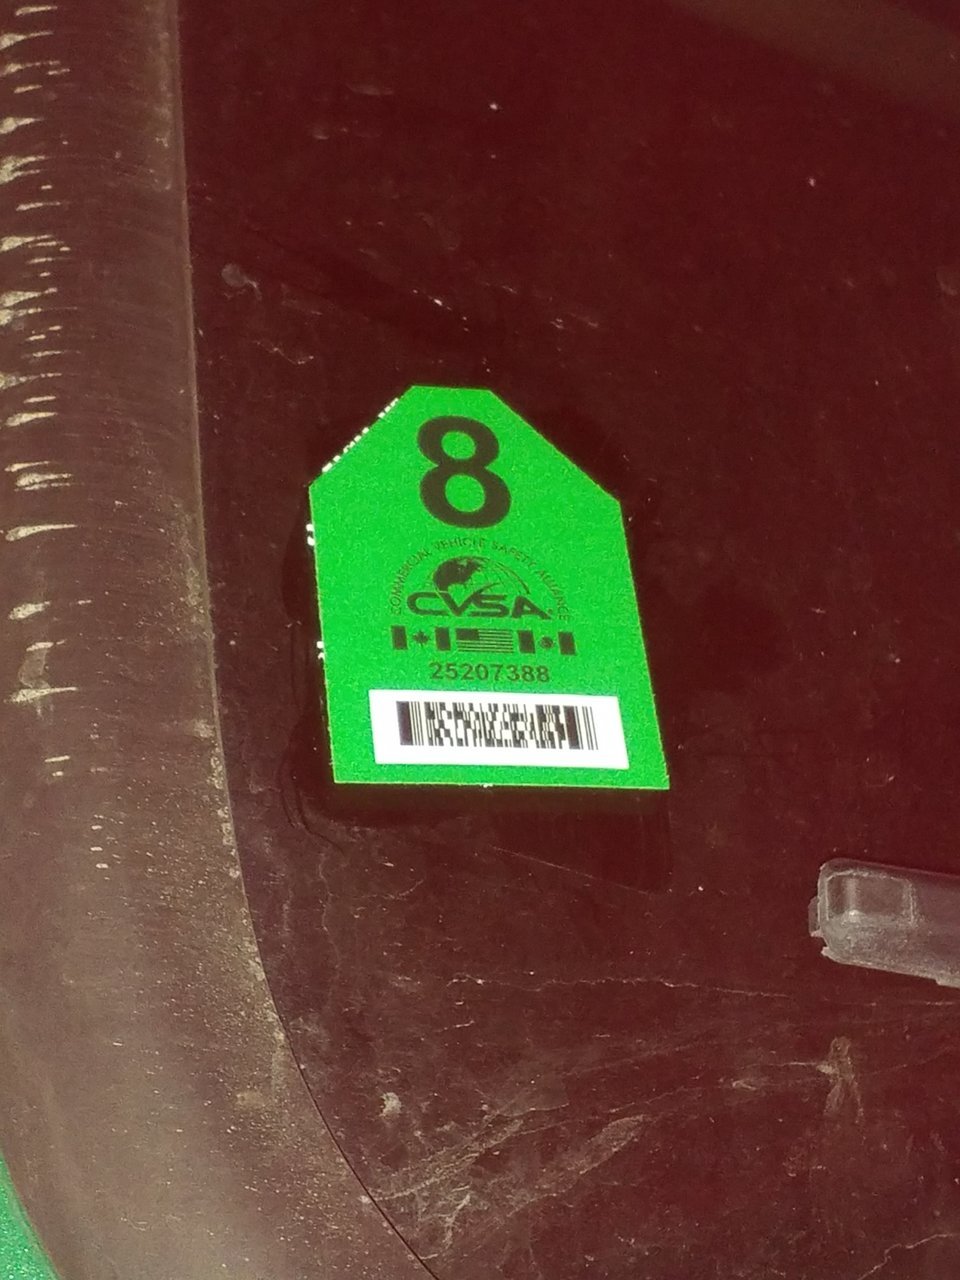 8
COMMERCIAL VEHICLE SAFETY ALLIANCE
CVSA
25207388